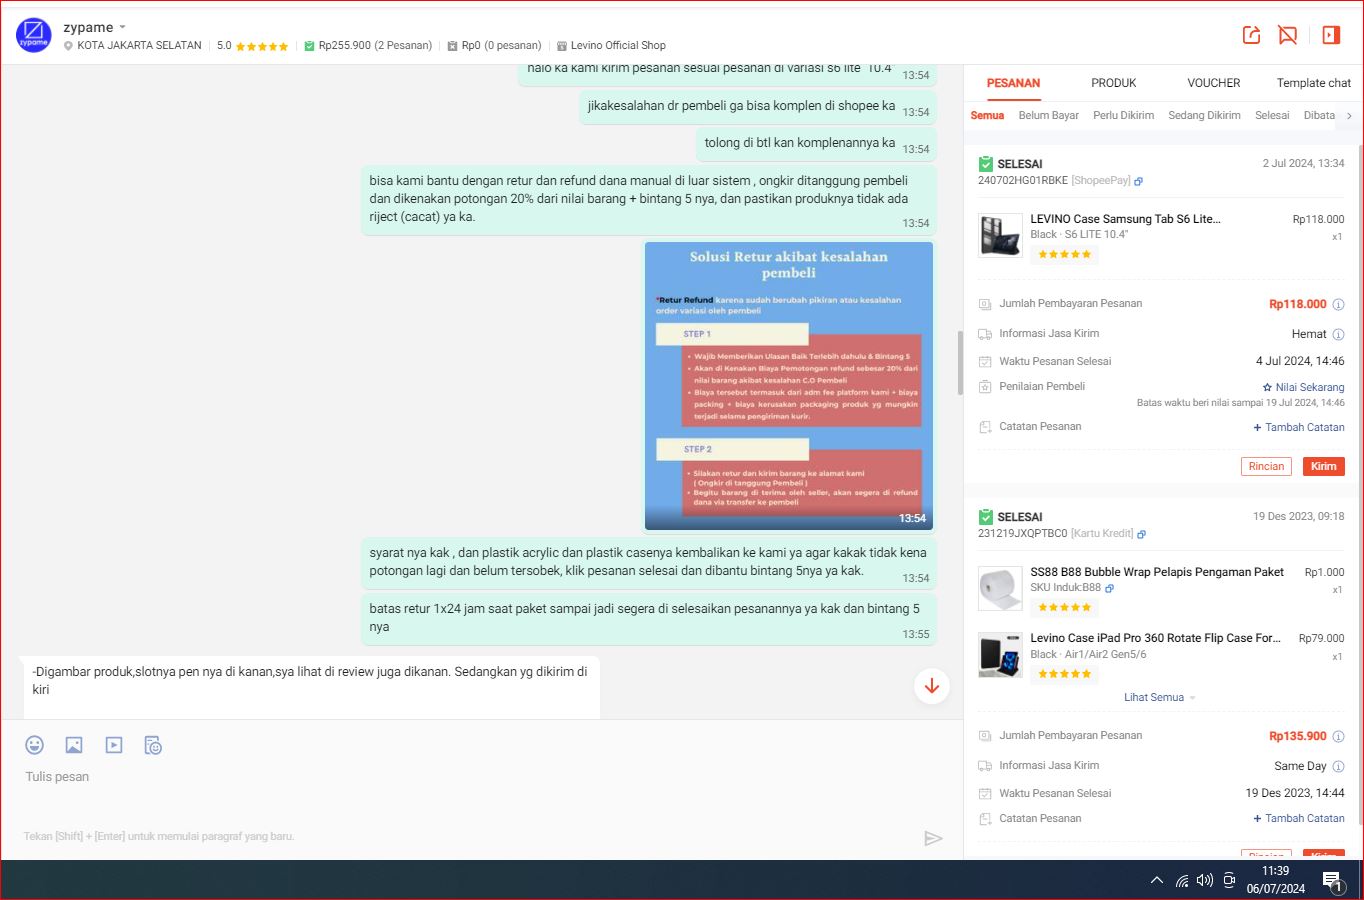 zypame
zypame
KOTA JAKARTA SELATAN
5.0
Rp255.900 (2 Pesanan)
Rp0 (0 pesanan)
Levino Official Shop
halo ka kami kirim pesanan sesuai pesanan di variasi s6 lite 10.4
13:54
jikakesalahan dr pembeli ga bisa komplen di shopee ka
13:54
tolong di btl kan komplenannya ka
13:54
bisa kami bantu dengan retur dan refund dana manual di luar sistem , ongkir ditanggung pembeli
dan dikenakan potongan 20% dari nilai barang + bintang 5 nya, dan pastikan produknya tidak ada
riject (cacat) ya ka.
13:54
Solusi Retur akibat kesalahan
pembeli
*Retur Refund karena sudah berubah pikiran atau kesalahan
order variasi oleh pembeli
STEP 1
• Wajib Memberikan Ulasan Baik Terlebih dahulu & Bintang 5
• Akan di Kenakan Biaya Pemotongan refund sebesar 20% dari
nilai barang akibat kesalahan C.O Pembeli
• Biaya tersebut termasuk dari adm fee platform kami + biaya
packing + biaya kerusakan packaging produk yg mungkin
terjadi selama pengiriman kurir.
STEP 2
• Silakan retur dan kirim barang ke alamat kami
( Ongkir di tanggung Pembeli )
• Begitu barang di terima oleh seller, akan segera di refund
dana via transfer ke pembeli
13:54
syarat nya kak , dan plastik acrylic dan plastik casenya kembalikan ke kami ya agar kakak tidak kena
potongan lagi dan belum tersobek, klik pesanan selesai dan dibantu bintang 5nya ya kak.
13:54
batas retur 1x24 jam saat paket sampai jadi segera di selesaikan pesanannya ya kak dan bintang 5
nya
13:55
-Digambar produk,slotnya pen nya di kanan,sya lihat di review juga dikanan. Sedangkan yg dikirim di
kiri
Tulis pesan
Tekan [Shift] + [Enter] untuk memulai paragraf yang baru.
PESANAN
PRODUK
VOUCHER
Template chat
Semua
Belum Bayar
Perlu Dikirim
Sedang Dikirim
Selesai
Dibata
SELESAI
2 Jul 2024, 13:34
240702HG01RBKE [ShopeePay]
LEVINO Case Samsung Tab S6 Lite...
Rp118.000
Black · S6 LITE 10.4"
x1
Jumlah Pembayaran Pesanan
Rp118.000
Informasi Jasa Kirim
Hemat
Waktu Pesanan Selesai
4 Jul 2024, 14:46
Penilaian Pembeli
Nilai Sekarang
Batas waktu beri nilai sampai 19 Jul 2024, 14:46
Catatan Pesanan
+ Tambah Catatan
Rincian
Kirim
SELESAI
19 Des 2023, 09:18
231219JXQPTBC0 [Kartu Kredit]
SS88 B88 Bubble Wrap Pelapis Pengaman Paket
Rp1.000
SKU Induk:B88
x1
Levino Case iPad Pro 360 Rotate Flip Case For...
Rp79.000
Black · Air1/Air2 Gen5/6
x1
Lihat Semua
Jumlah Pembayaran Pesanan
Rp135.900
Informasi Jasa Kirim
Same Day
Waktu Pesanan Selesai
19 Des 2023, 14:44
Catatan Pesanan
+ Tambah Catatan
Rincian
Kirim
11:39
06/07/2024
1